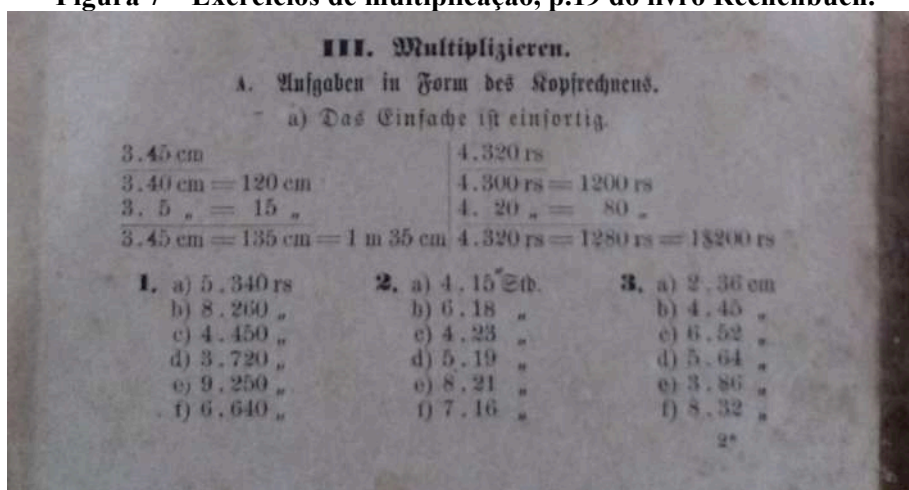 Figura 7 – Exercícios de multiplicação, p.19 do livro Rechenbuch.
III. Multiplizieren.
A. Aufgaben in Form des Kopfrechnens.
a) Das Einfache ist einsortig.
3.45 cm 4.320 rs
3.40 cm = 120 cm 4.300 rs = 1200 rs
3. 5 „ = 15 „ 4. 20 „ = 80 „
3.45 cm = 135 cm = 1 m 35 cm 4.320 rs = 1280 rs = 1$200 rs
1. a) 5.340 rs 2. a) 4.15 Std. 3. a) 2.36 cm
b) 8.260 „ b) 6.18 „ b) 4.45 „
c) 4.450 „ c) 4.23 „ c) 6.52 „
d) 3.720 „ d) 5.19 „ d) 5.64 „
e) 9.250 „ e) 8.21 „ e) 3.86 „
f) 6.640 „ f) 7.16 „ f) 8.32 „
2*